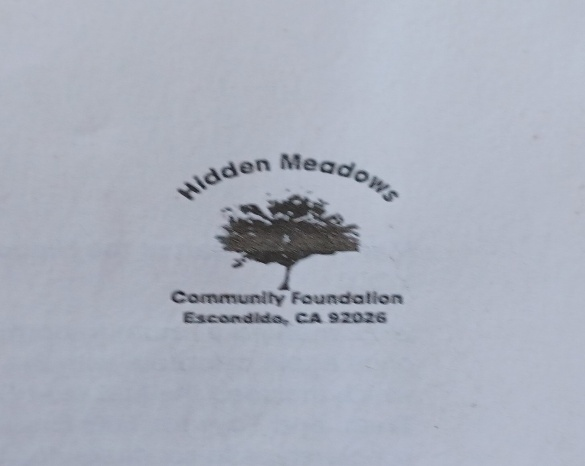 Hidden Meadows
Community Foundation
Escondido, CA 92026